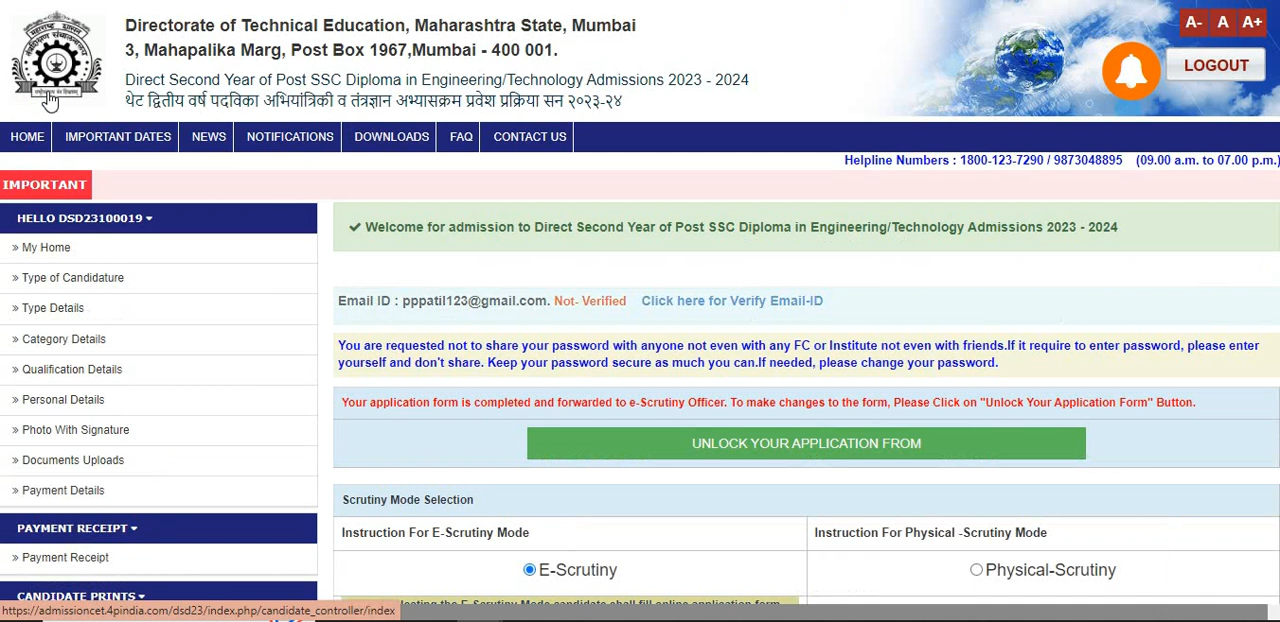 Directorate of Technical Education, Maharashtra State, Mumbai
3, Mahapalika Marg, Post Box 1967,Mumbai - 400 001.
Direct Second Year of Post SSC Diploma in Engineering/Technology Admissions 2023 - 2024
थेट द्वितीय वर्ष पदविका अभियांत्रिकी व तंत्रज्ञान अभ्यासक्रम प्रवेश प्रक्रिया सन २०२३-२४
A- A A+
LOGOUT
HOME IMPORTANT DATES NEWS NOTIFICATIONS DOWNLOADS FAQ CONTACT US
Helpline Numbers : 1800-123-7290 / 9873048895 (09.00 a.m. to 07.00 p.m.)
IMPORTANT
HELLO DSD23100019
» My Home
» Type of Candidature
» Type Details
» Category Details
» Qualification Details
» Personal Details
» Photo With Signature
» Documents Uploads
» Payment Details
PAYMENT RECEIPT
» Payment Receipt
CANDIDATE PRINTS
https://admissioncet.4pindia.com/dsd23/index.php/candidate_controller/index
Welcome for admission to Direct Second Year of Post SSC Diploma in Engineering/Technology Admissions 2023 - 2024
Email ID : pppatil123@gmail.com. Not- Verified Click here for Verify Email-ID
You are requested not to share your password with anyone not even with any FC or Institute not even with friends.If it require to enter password, please enter
yourself and don't share. Keep your password secure as much you can.If needed, please change your password.
Your application form is completed and forwarded to e-Scrutiny Officer. To make changes to the form, Please Click on "Unlock Your Application Form" Button.
UNLOCK YOUR APPLICATION FROM
Scrutiny Mode Selection
Instruction For E-Scrutiny Mode
Instruction For Physical -Scrutiny Mode
E-Scrutiny
Physical-Scrutiny
the E-Scrutiny Mode candidate shall fill online application form